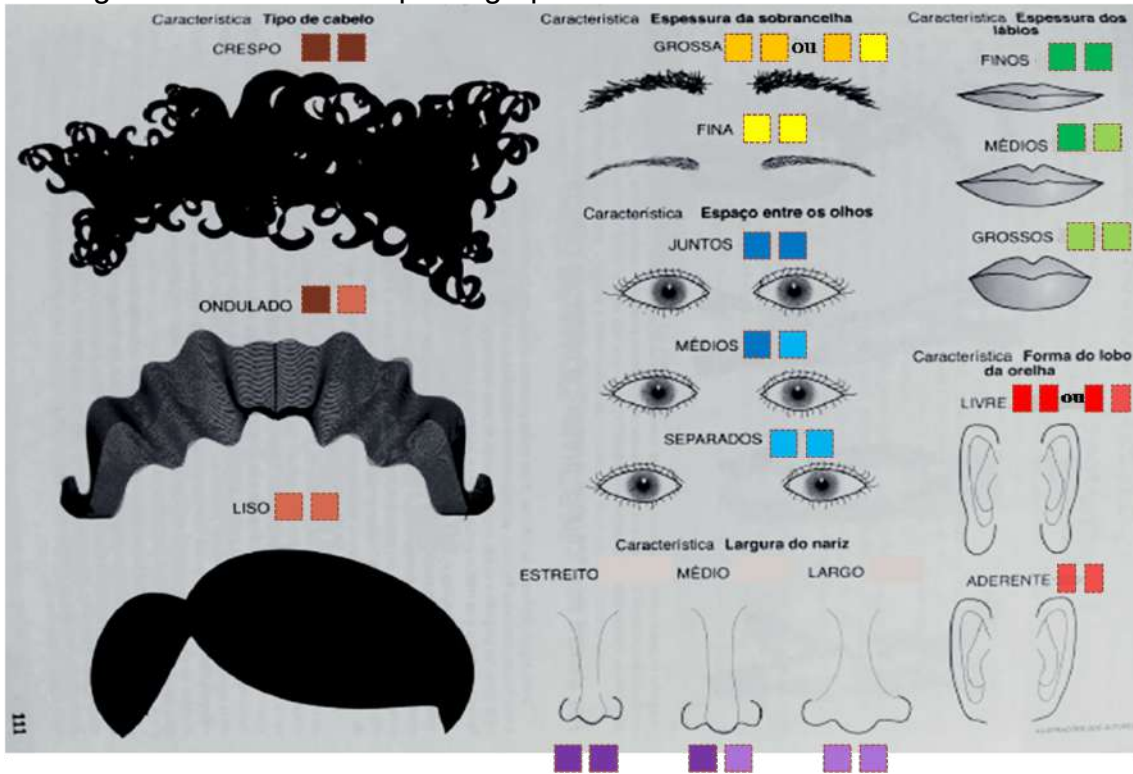 Característica Tipo de cabelo
CRESPO
ONDULADO
LISO
111
Característica Espessura da sobrancelha
GROSSA ou
FINA
Característica Espaço entre os olhos
JUNTOS
MÉDIOS
SEPARADOS
Característica Largura do nariz
ESTREITO MÉDIO LARGO
Característica Espessura dos
lábios
FINOS
MÉDIOS
GROSSOS
Característica Forma do lobo
da orelha
LIVRE ou
ADERENTE